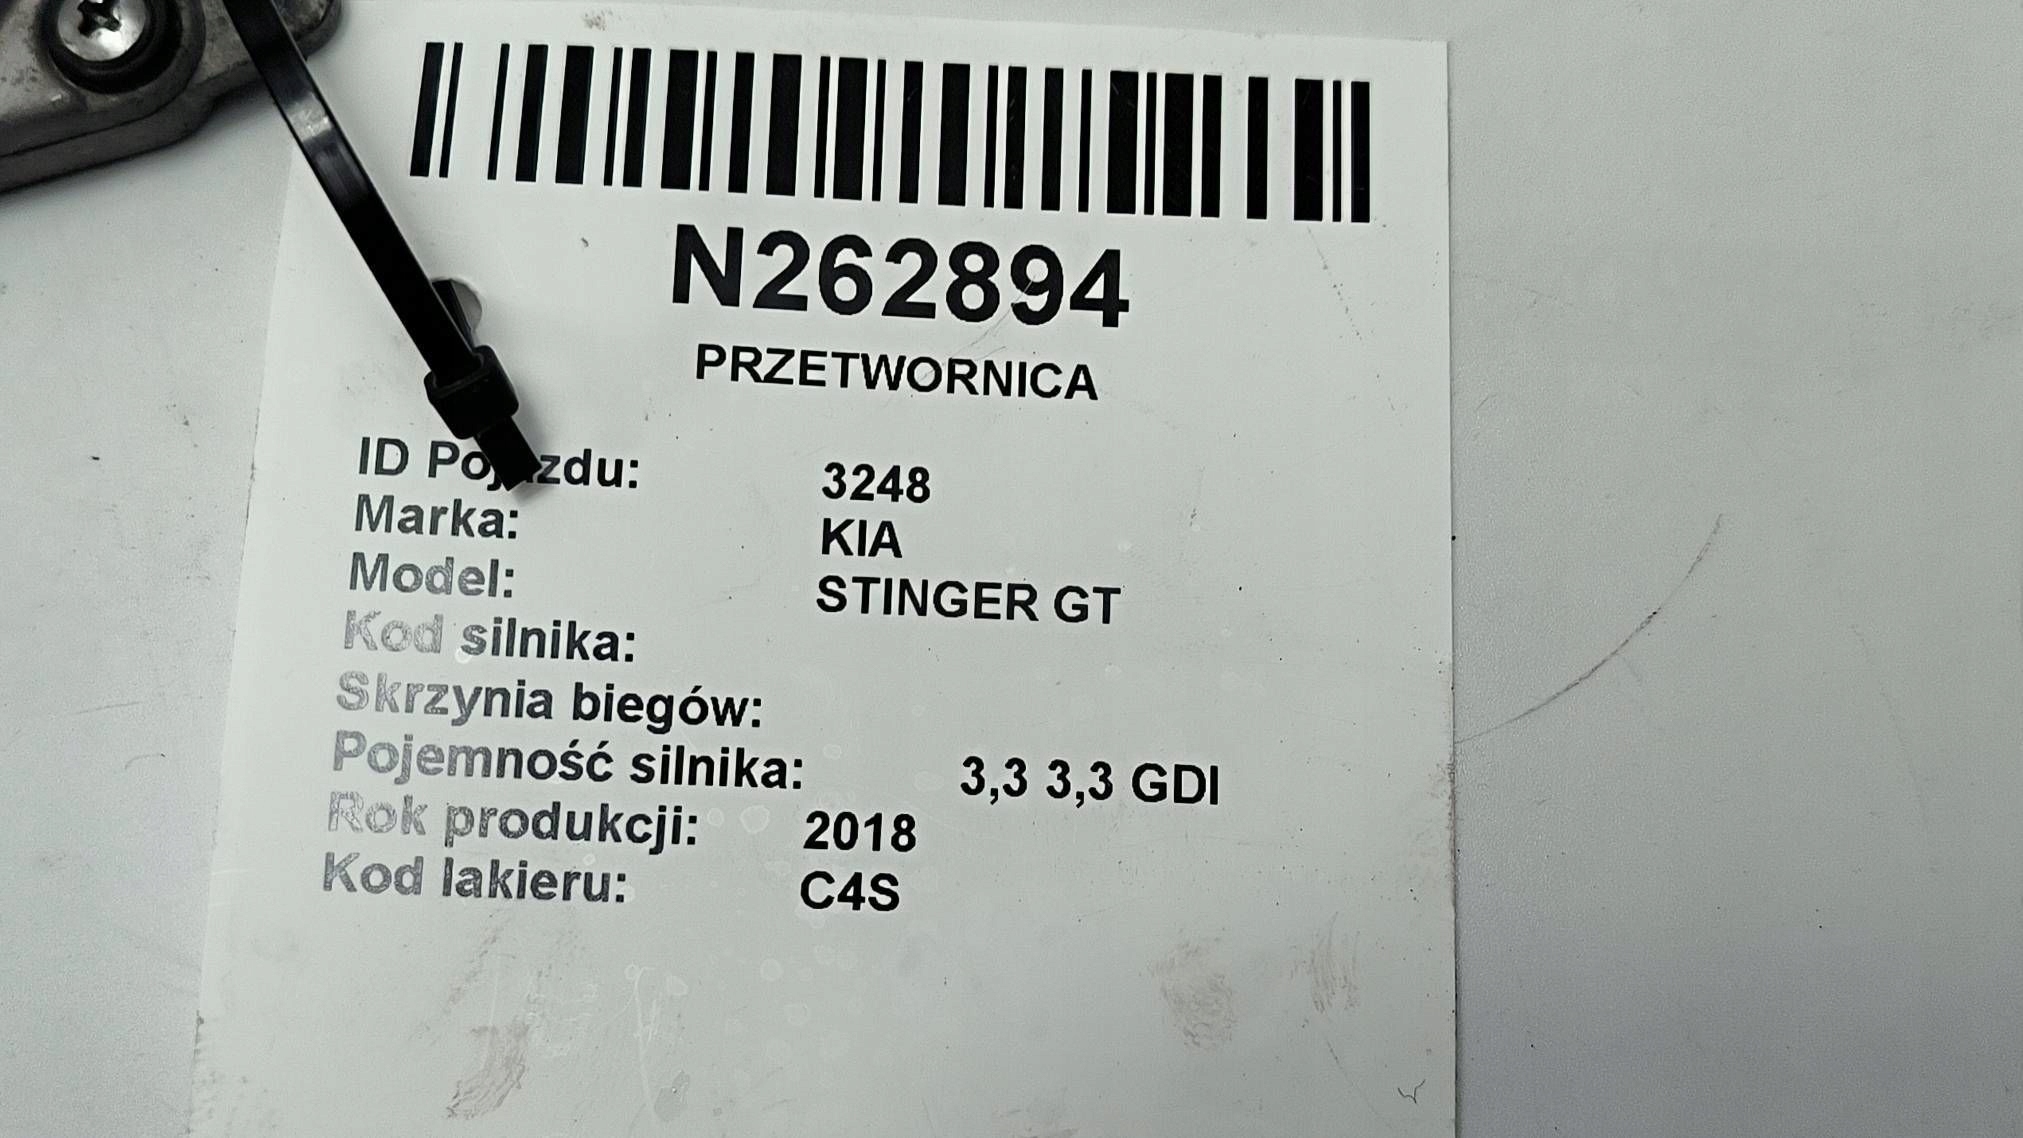 N262894
PRZETWORNICA
ID Pojazdu: 3248
Marka: KIA
Model: STINGER GT
Kod silnika:
Skrzynia biegów:
Pojemność silnika: 3,3 3,3 GDI
Rok produkcji: 2018
Kod lakieru: C4S